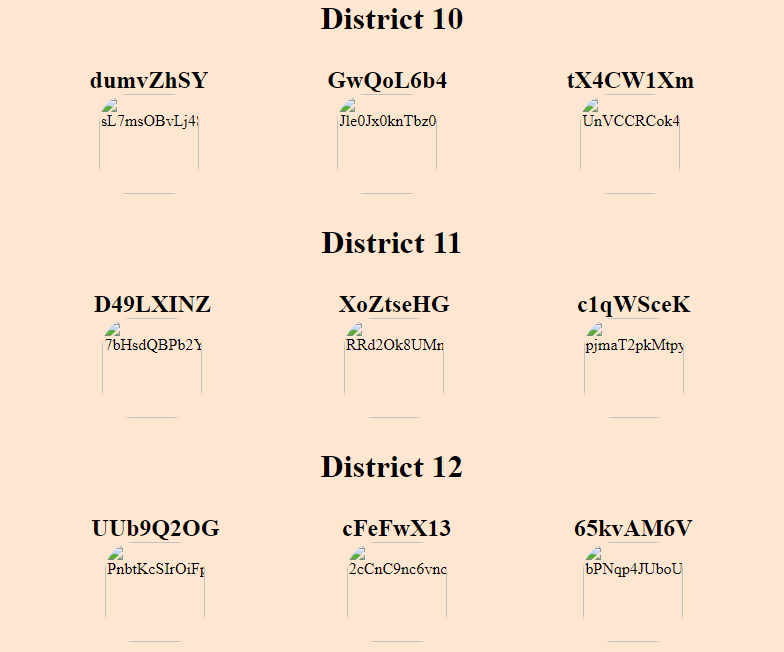 District 10
dumvZhSY GwQoL6b4 tX4CW1Xm
sL7msOBvLj4 Jle0Jx0knTbz0 UnVCCRCok4
District 11
D49LXINZ XoZtseHG c1qWSceK
7bHsdQBPb2Y RRd2Ok8UMn pjmaT2pkMtpy
District 12
UUb9Q2OG cFeFwX13 65kvAM6V
PnbtKcSIrOiFp 2cCnC9nc6vnc bPNqp4JUboU